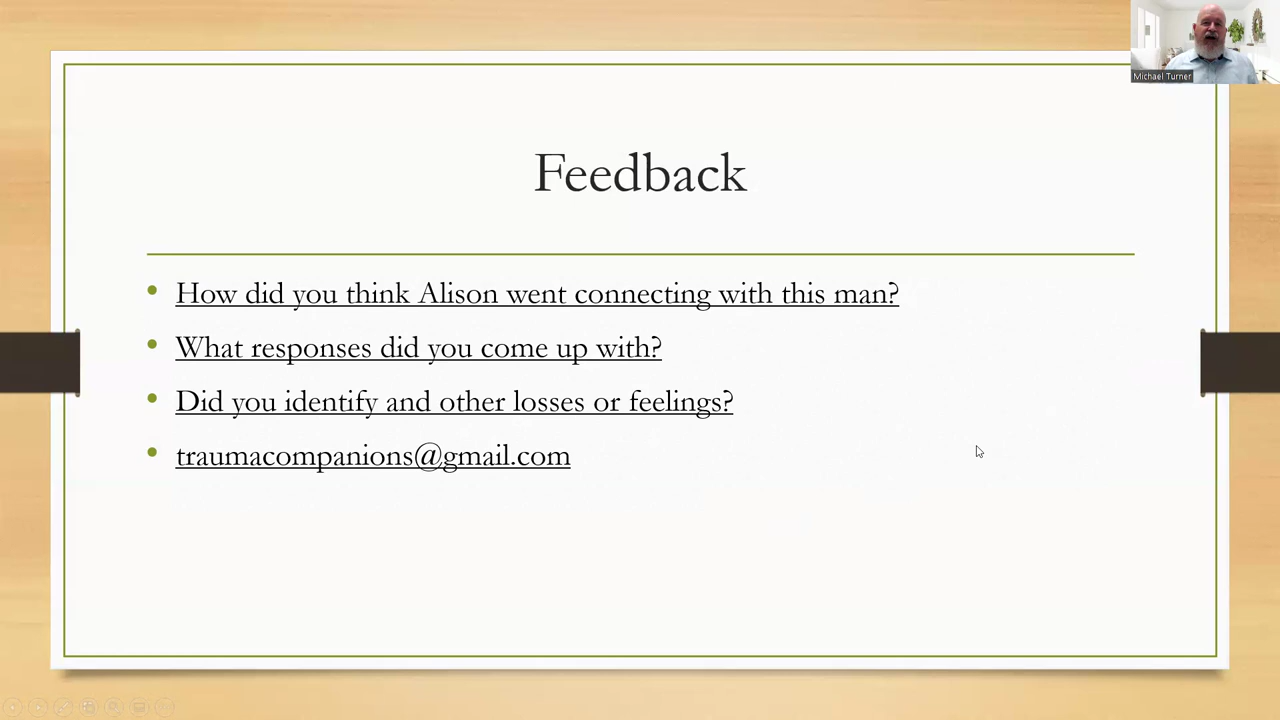 Michael Turner
Feedback
• How did you think Alison went connecting with this man?
• What responses did you come up with?
• Did you identify and other losses or feelings?
• traumacompanions@gmail.com